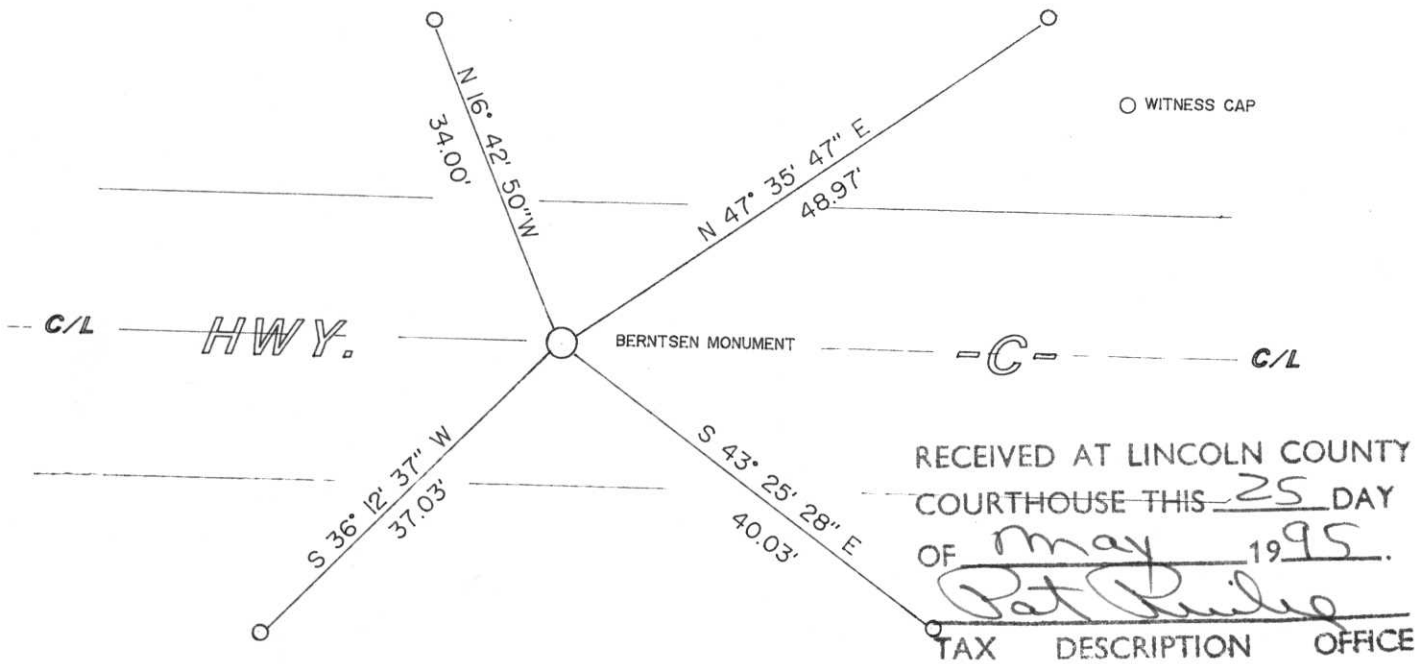 N 16° 42' 50" W
34.00'
N 47° 35' 47" E
48.97'
WITNESS CAP
C/L
HWY.
BERNTSEN MONUMENT
-C-
C/L
S 36° 12' 37" W
37.03'
S 43° 25' 28" E
40.03'
RECEIVED AT LINCOLN COUNTY
COURTHOUSE THIS 25 DAY
OF May 1995.
Pat
TAX DESCRIPTION OFFICE